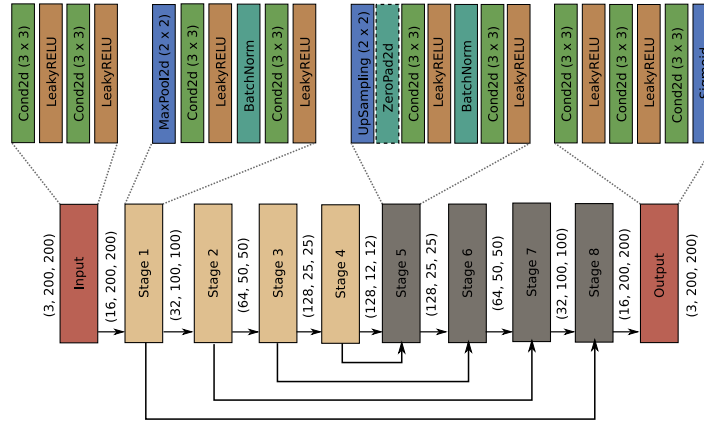 Cond2d (3 x 3)
LeakyRELU
Cond2d (3 x 3)
LeakyRELU
MaxPool2d (2 x 2)
Cond2d (3 x 3)
LeakyRELU
BatchNorm
Cond2d (3 x 3)
LeakyRELU
UpSampling (2 x 2)
ZeroPad2d
Cond2d (3 x 3)
LeakyRELU
BatchNorm
Cond2d (3 x 3)
LeakyRELU
Cond2d (3 x 3)
LeakyRELU
Cond2d (3 x 3)
LeakyRELU
Cond2d (3 x 3)
Sigmoid
(3, 200, 200)
Input
(16, 200, 200)
Stage 1
(32, 100, 100)
Stage 2
(64, 50, 50)
Stage 3
(128, 25, 25)
Stage 4
(128, 12, 12)
Stage 5
(128, 25, 25)
Stage 6
(64, 50, 50)
Stage 7
(32, 100, 100)
Stage 8
(16, 200, 200)
Output
(3, 200, 200)